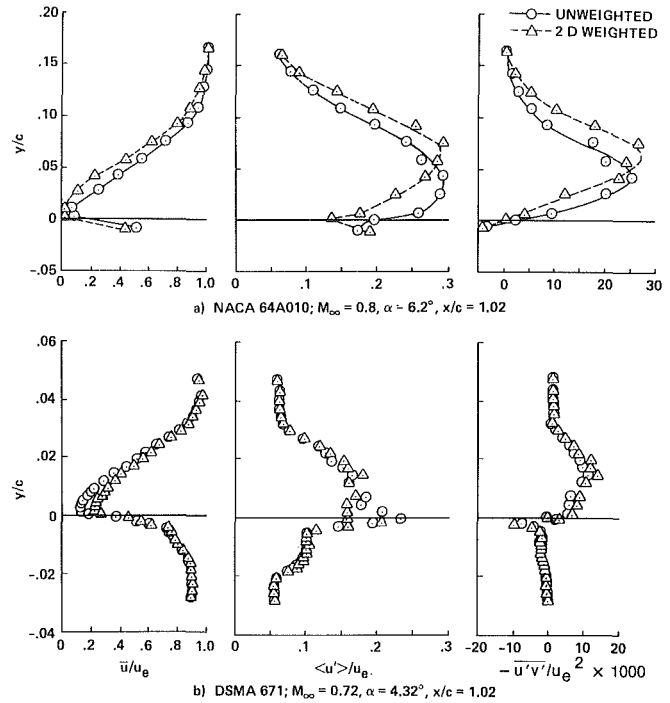 UNWEIGHTED
2 D WEIGHTED
a)
.20
.15
.10
.05
0
-.05
y/c
0 .2 .4 .6 .8 1.0
0 .1 .2 .3
0 10 20 30
a) NACA 64A010; M∞ = 0.8, α - 6.2°, x/c = 1.02
.06
.04
.02
0
-.02
-.04
y/c
0 .2 .4 .6 .8 1.0
0 .1 .2 .3
-10 0 10 20
u̅/ue
<u'>/ue
- u'v'/ue² × 1000
b) DSMA 671; M∞ = 0.72, α = 4.32°, x/c = 1.02